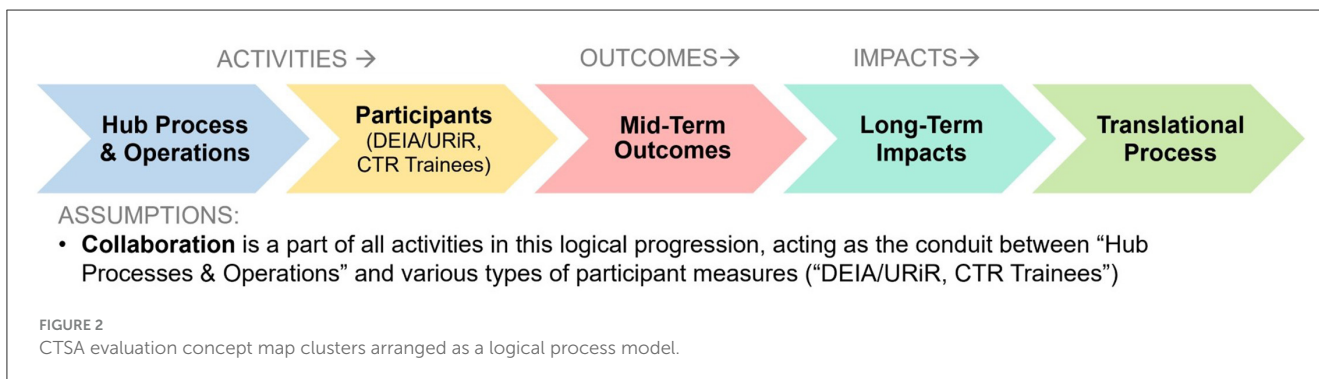 ACTIVITIES →
OUTCOMES→
IMPACTS→
Hub Process
& Operations
Participants
(DEIA/URiR,
CTR Trainees)
Mid-Term
Outcomes
Long-Term
Impacts
Translational
Process
ASSUMPTIONS:
• Collaboration is a part of all activities in this logical progression, acting as the conduit between “Hub
Processes & Operations” and various types of participant measures (“DEIA/URiR, CTR Trainees”)
FIGURE 2
CTSA evaluation concept map clusters arranged as a logical process model.